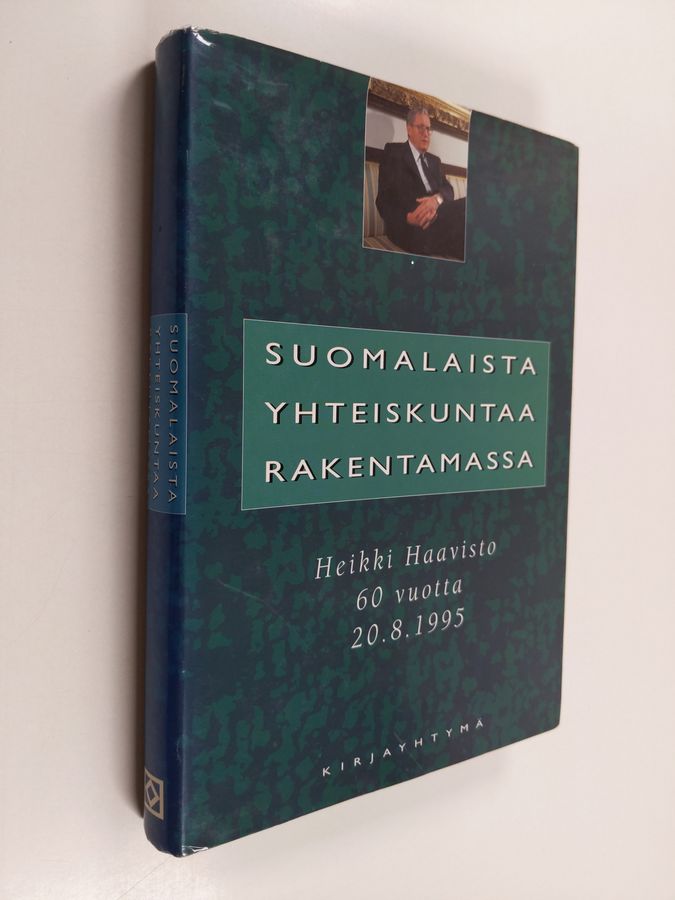 SUOMALAISTA
YHTEISKUNTAA
RAKENTAMASSA
Heikki Haavisto
60 vuotta
20.8.1995
KIRJAYHTYMÄ
SUOMALAISTA
YHTEISKUNTAA